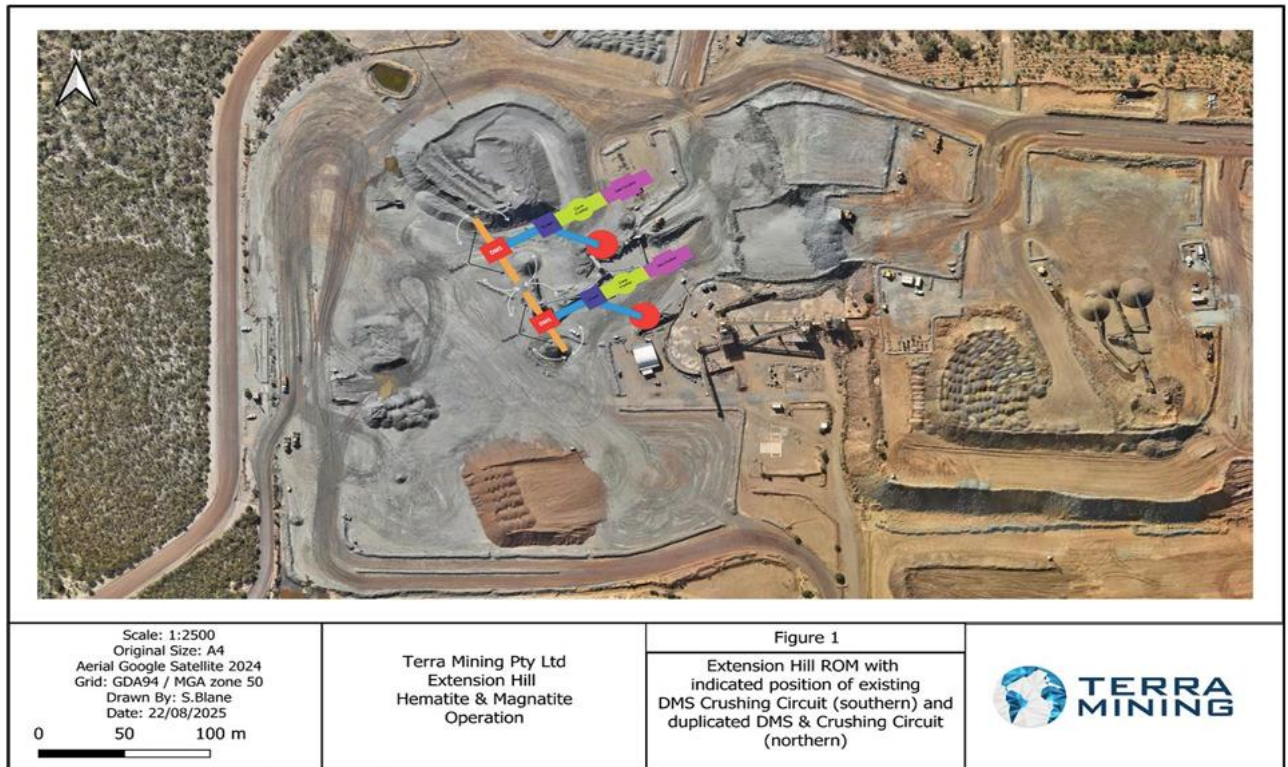 N
DMS
DMS
Scale: 1:2500
Original Size: A4
Aerial Google Satellite 2024
Grid: GDA94 / MGA zone 50
Drawn By: S.Blane
Date: 22/08/2025
0 50 100 m
Terra Mining Pty Ltd
Extension Hill
Hematite & Magnatite
Operation
Figure 1
Extension Hill ROM with
indicated position of existing
DMS Crushing Circuit (southern) and
duplicated DMS & Crushing Circuit
(northern)
TERRA
MINING